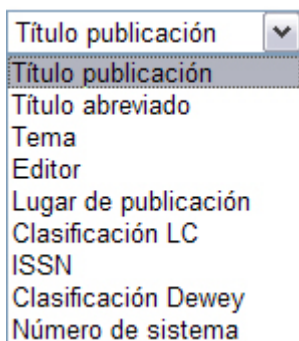 Título publicación
Título publicación
Título abreviado
Tema
Editor
Lugar de publicación
Clasificación LC
ISSN
Clasificación Dewey
Número de sistema